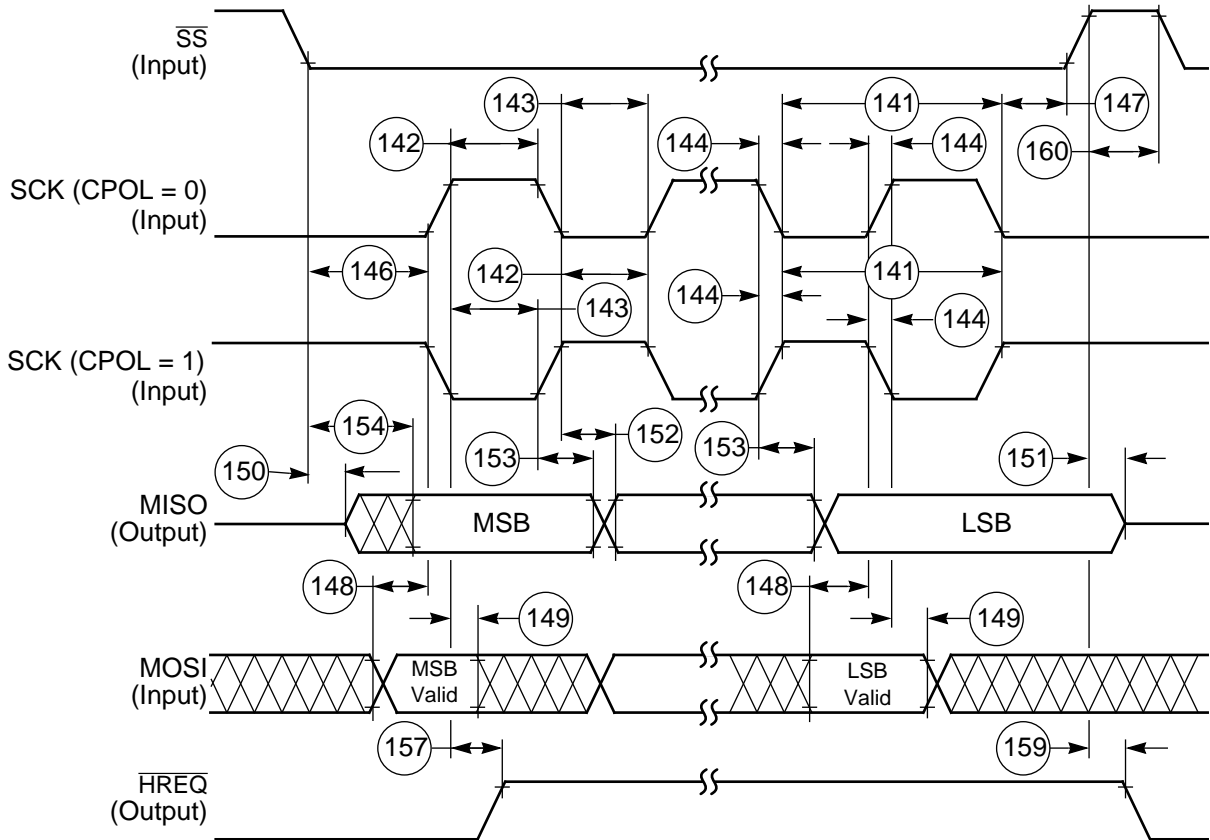 SS
(Input)
143
141
147
142
144
144
160
SCK (CPOL = 0)
(Input)
146
142
141
144
143
144
SCK (CPOL = 1)
(Input)
154
152
150
153
153
151
MISO
(Output)
MSB
LSB
148
148
149
149
MOSI
(Input)
MSB
Valid
LSB
Valid
157
159
HREQ
(Output)